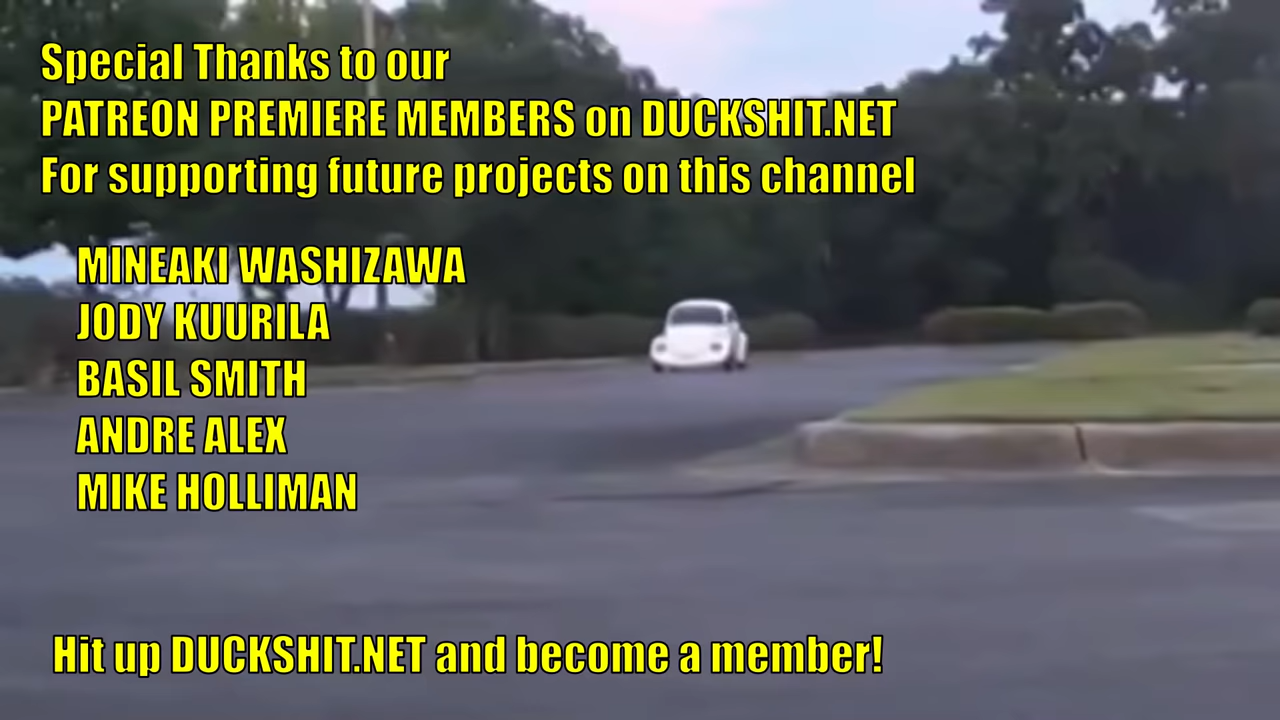 Special Thanks to our
PATREON PREMIERE MEMBERS on DUCKSHIT.NET
For supporting future projects on this channel
MINEAKI WASHIZAWA
JODY KUURILA
BASIL SMITH
ANDRE ALEX
MIKE HOLLIMAN
Hit up DUCKSHIT.NET and become a member!